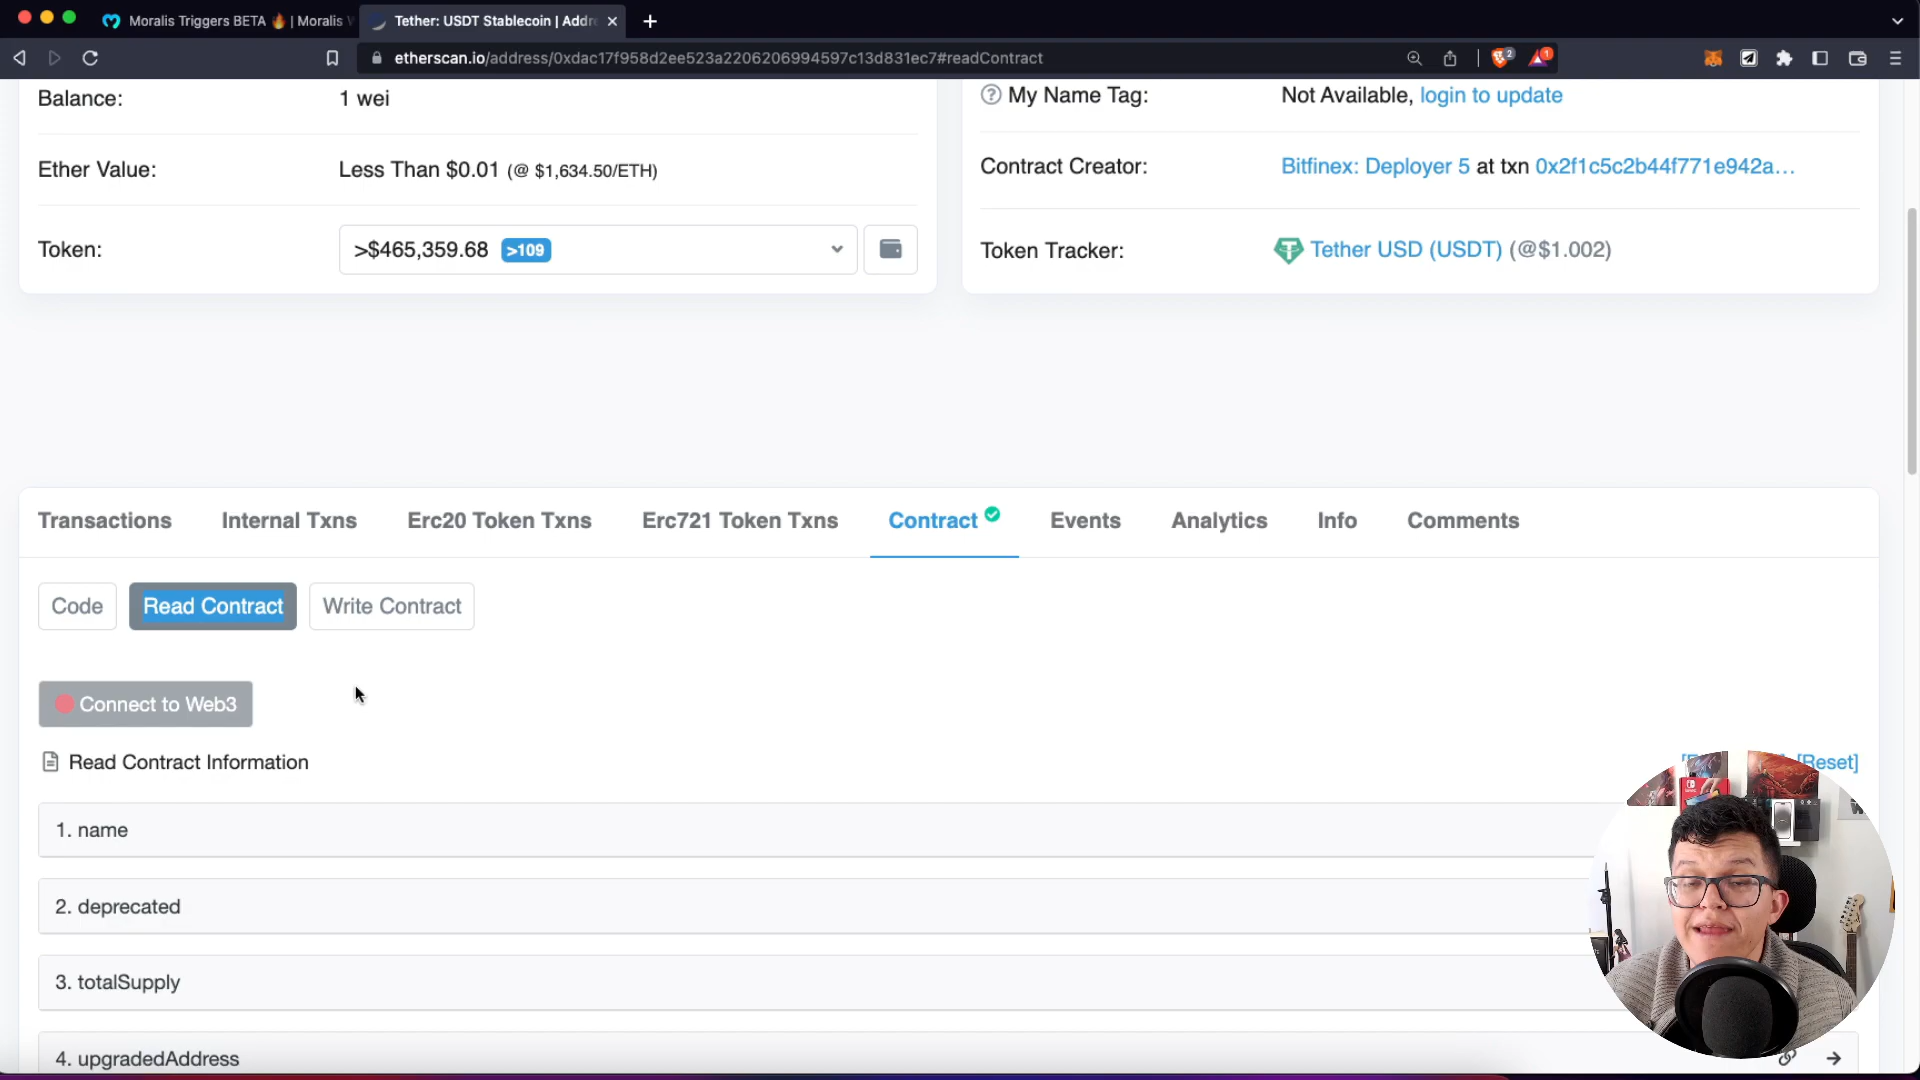 Moralis Triggers BETA 🔥 | Moralis
Tether: USDT Stablecoin | Addre
etherscan.io/address/0xdac17f958d2ee523a2206206994597c13d831ec7#readContract
2
1
Balance:
1 wei
My Name Tag:
Not Available, login to update
Ether Value:
Less Than $0.01 (@ $1,634.50/ETH)
Contract Creator:
Bitfinex: Deployer 5 at txn 0x2f1c5c2b44f771e942a…
Token:
>$465,359.68 >109
Token Tracker:
Tether USD (USDT) (@$1.002)
Transactions
Internal Txns
Erc20 Token Txns
Erc721 Token Txns
Contract
Events
Analytics
Info
Comments
Code
Read Contract
Write Contract
Connect to Web3
Read Contract Information
[Reset]
1. name
2. deprecated
3. totalSupply
4. upgradedAddress